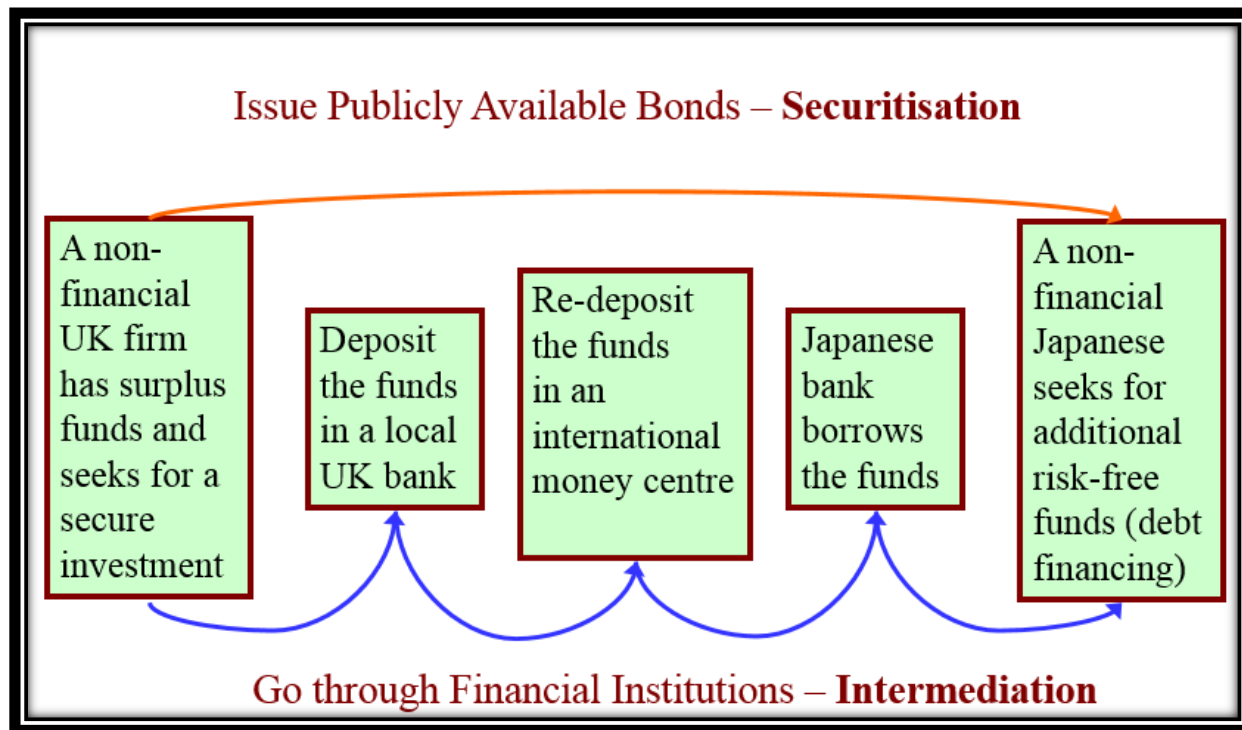 Issue Publicly Available Bonds – Securitisation
A non-
financial
UK firm
has surplus
funds and
seeks for a
secure
investment
Deposit
the funds
in a local
UK bank
Re-deposit
the funds
in an
international
money centre
Japanese
bank
borrows
the funds
A non-
financial
Japanese
seeks for
additional
risk-free
funds (debt
financing)
Go through Financial Institutions – Intermediation